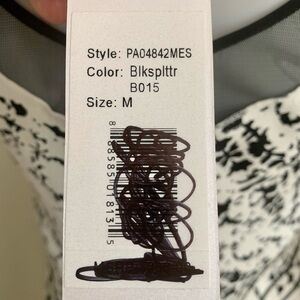 Style: PA04842MES
Color: Blksplttr
B015
Size: M